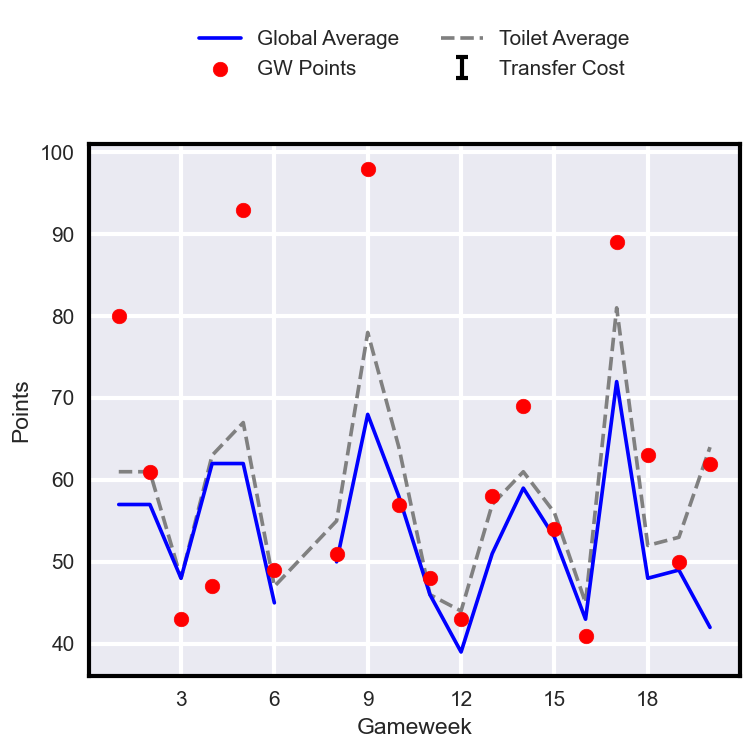 Global Average
Toilet Average
GW Points
Transfer Cost
100
90
80
70
60
50
40
Points
3
6
9
12
15
18
Gameweek